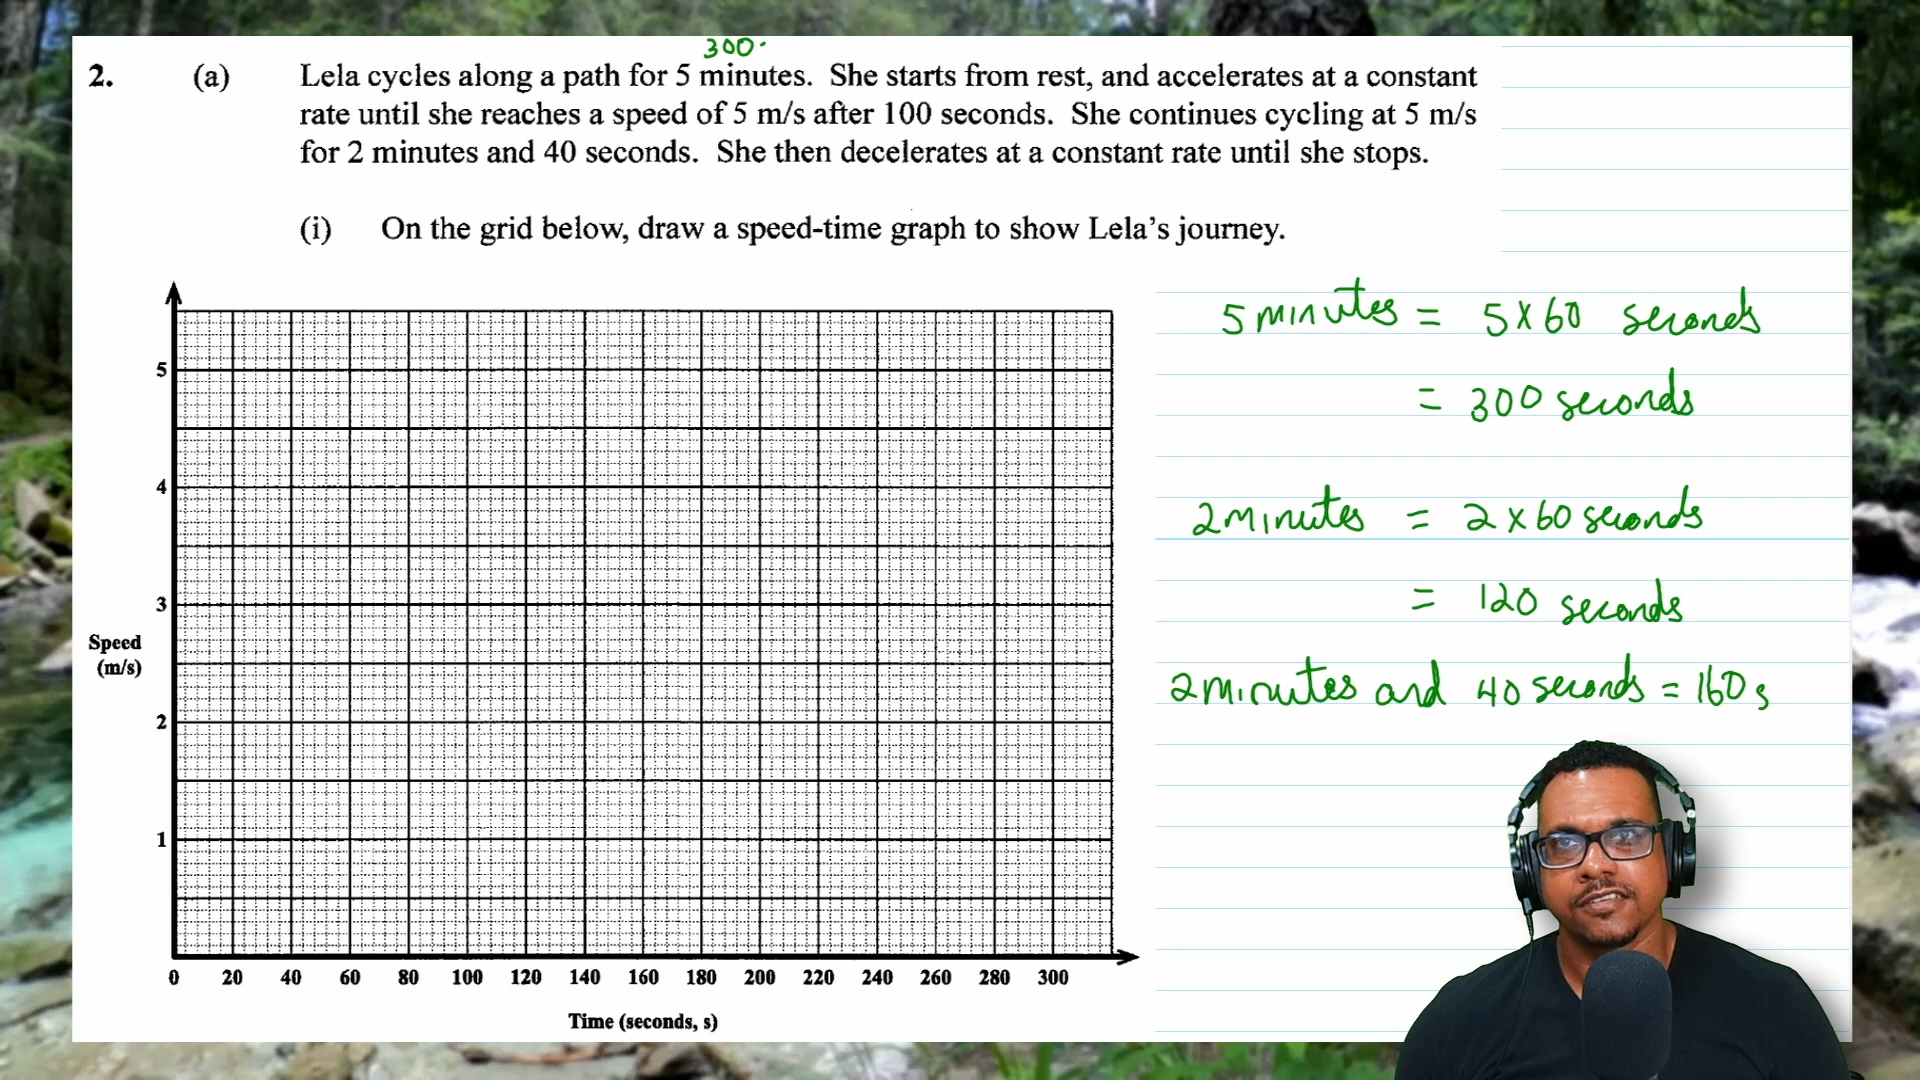 300.
2. (a) Lela cycles along a path for 5 minutes. She starts from rest, and accelerates at a constant
rate until she reaches a speed of 5 m/s after 100 seconds. She continues cycling at 5 m/s
for 2 minutes and 40 seconds. She then decelerates at a constant rate until she stops.
(i) On the grid below, draw a speed-time graph to show Lela's journey.
5
4
3
Speed
(m/s)
2
1
0 20 40 60 80 100 120 140 160 180 200 220 240 260 280 300
Time (seconds, s)
5 minutes = 5 x 60 seconds
= 300 seconds
2 minutes = 2 x 60 seconds
= 120 seconds
2 minutes and 40 seconds = 160 s